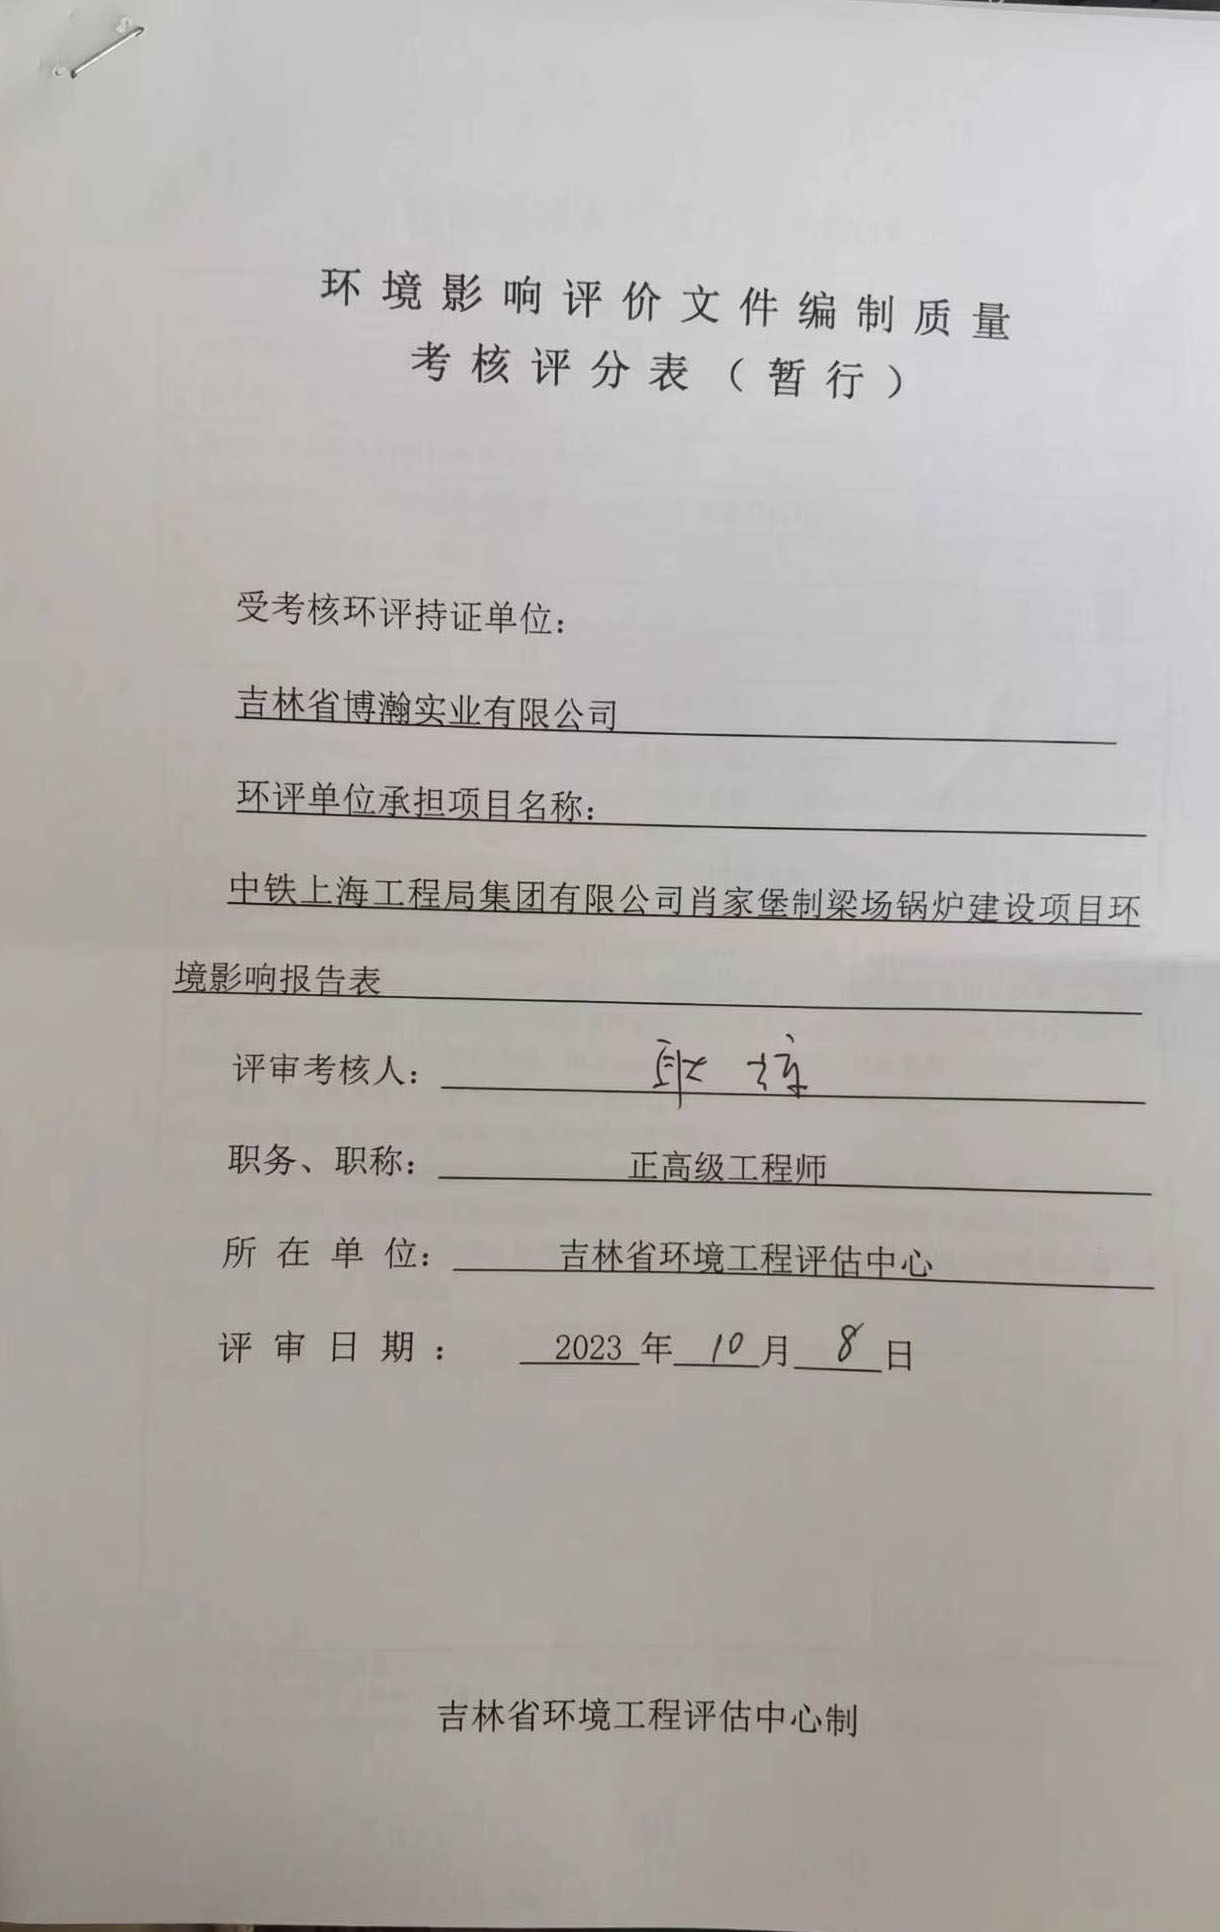 环境影响评价文件编制质量
考核评分表（暂行）
受考核环评持证单位：
吉林省博瀚实业有限公司
环评单位承担项目名称：
中铁上海工程局集团有限公司肖家堡制梁场锅炉建设项目环
境影响报告表
评审考核人：
职务、职称： 正高级工程师
所在单位： 吉林省环境工程评估中心
评审日期： 2023 年 10 月 8 日
吉林省环境工程评估中心制